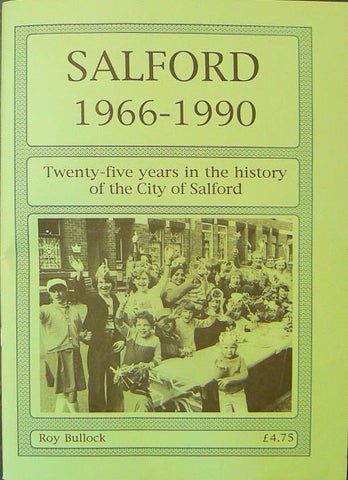 SALFORD
1966-1990
Twenty-five years in the history
of the City of Salford
Roy Bullock
£4.75